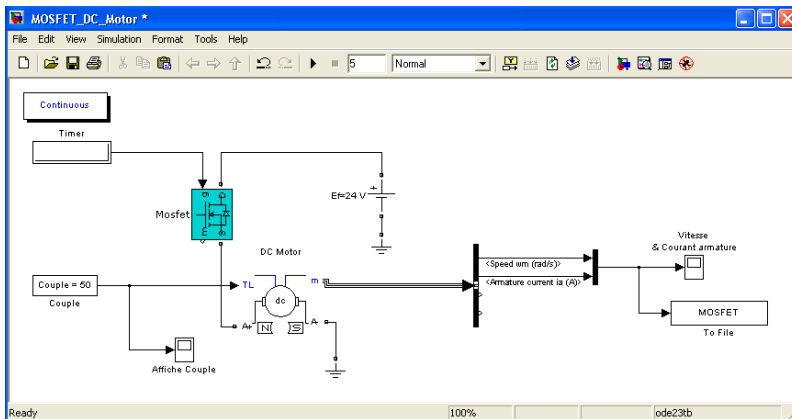 MOSFET_DC_Motor *
File Edit View Simulation Format Tools Help
5 Normal
Continuous
Timer
g D
m S
Mosfet
Ef=24 V
+
DC Motor
Couple = 50
Couple
TL m
dc
A+ N S A-
Affiche Couple
<Speed wm (rad/s)>
<Armature current ia (A)>
Vitesse
& Courant armature
MOSFET
To File
Ready 100% ode23tb